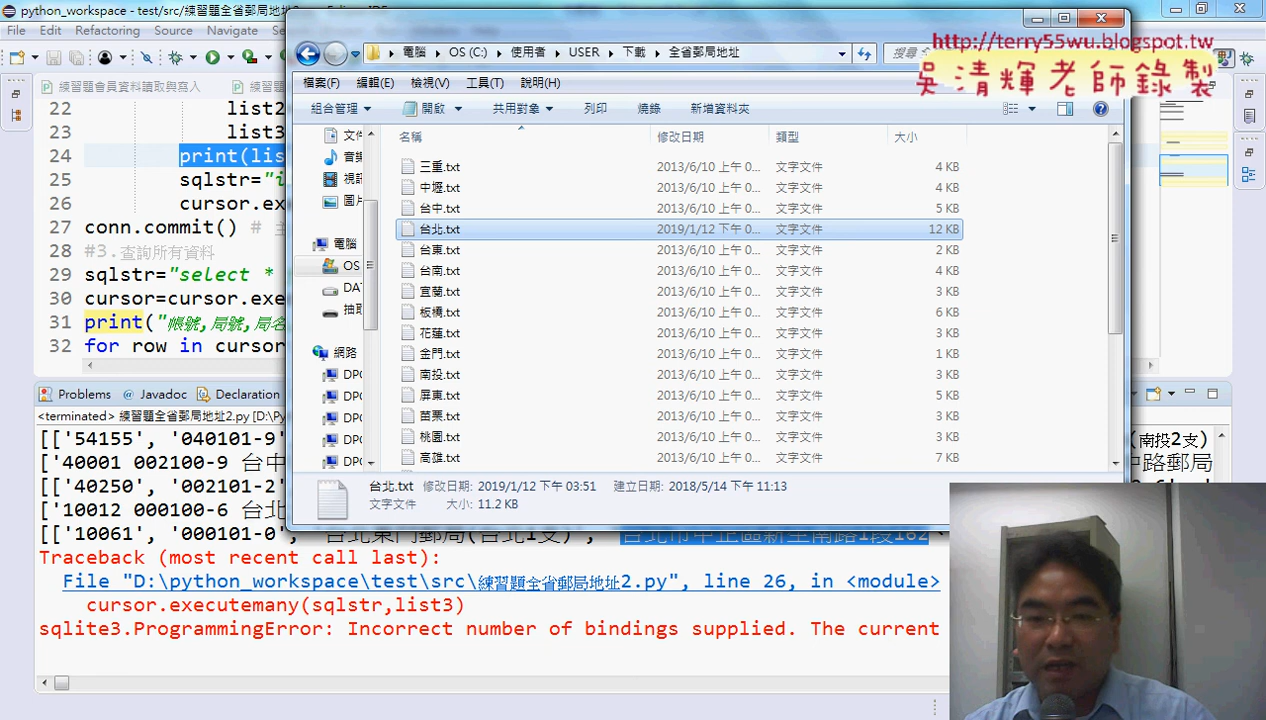 python_workspace - test/src/練習題全省郵局地址2
File Edit Refactoring Source Navigate
練習題會員資料讀取與寫入
練習題
22 list2
23 list3
24 print(lis
25 sqlstr="i
26 cursor.ex
27 conn.commit() #
28 #3.查詢所有資料
29 sqlstr="select *
30 cursor=cursor.exe
31 print("帳號,局號,局名
32 for row in cursor
電腦 OS (C:) 使用者 USER 下載 全省郵局地址
搜尋
http://terry55wu.blogspot.tw
吳清輝老師錄製
檔案(F) 編輯(E) 檢視(V) 工具(T) 說明(H)
組合管理 開啟 共用對象 列印 燒錄 新增資料夾
文件
音樂
視訊
圖片
電腦
OS
DAT
抽取
網路
DPC
DPC
DPC
DPC
DPC
名稱 修改日期 類型 大小
三重.txt 2013/6/10 上午 0... 文字文件 4 KB
中壢.txt 2013/6/10 上午 0... 文字文件 4 KB
台中.txt 2013/6/10 上午 0... 文字文件 5 KB
台北.txt 2019/1/12 下午 0... 文字文件 12 KB
台東.txt 2013/6/10 上午 0... 文字文件 2 KB
台南.txt 2013/6/10 上午 0... 文字文件 4 KB
宜蘭.txt 2013/6/10 上午 0... 文字文件 3 KB
板橋.txt 2013/6/10 上午 0... 文字文件 6 KB
花蓮.txt 2013/6/10 上午 0... 文字文件 3 KB
金門.txt 2013/6/10 上午 0... 文字文件 1 KB
南投.txt 2013/6/10 上午 0... 文字文件 3 KB
屏東.txt 2013/6/10 上午 0... 文字文件 5 KB
苗栗.txt 2013/6/10 上午 0... 文字文件 3 KB
桃園.txt 2013/6/10 上午 0... 文字文件 3 KB
高雄.txt 2013/6/10 上午 0... 文字文件 7 KB
台北.txt 修改日期: 2019/1/12 下午 03:51 建立日期: 2018/5/14 下午 11:13
文字文件 大小: 11.2 KB
Problems Javadoc Declaration
<terminated> 練習題全省郵局地址2.py [D:\Py
[['54155', '040101-9' (南投2支)
['40001 002100-9 台中 中路郵局
[['40250', '002101-2'
['10012 000100-6 台北
[['10061', '000101-0', '台北東門郵局(台北1支)', '台北市中正區新生南路1段162
Traceback (most recent call last):
File "D:\python_workspace\test\src\練習題全省郵局地址2.py", line 26, in <module>
cursor.executemany(sqlstr,list3)
sqlite3.ProgrammingError: Incorrect number of bindings supplied. The current